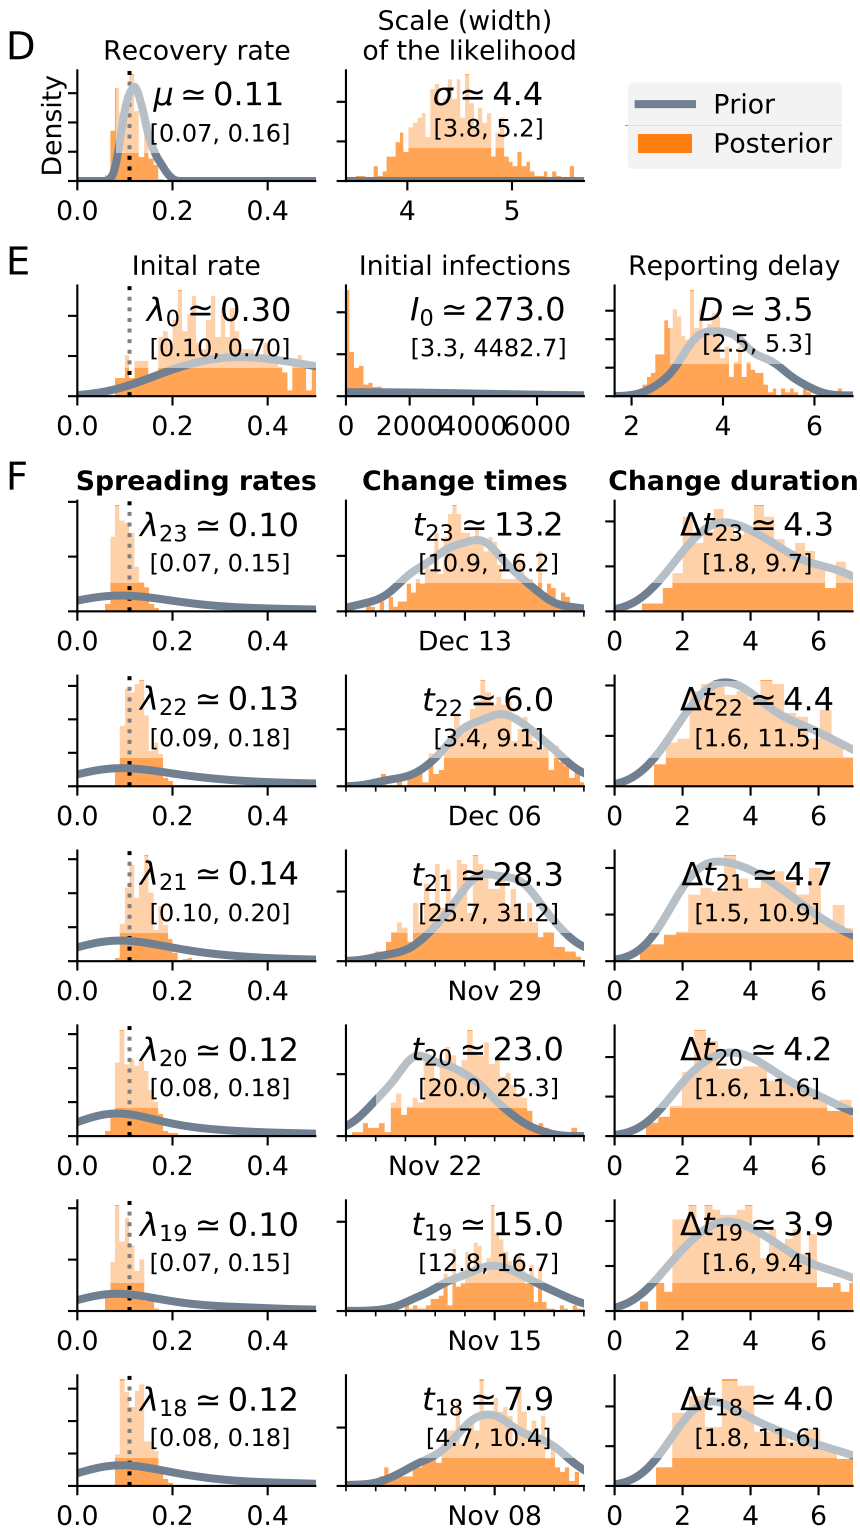 D
Recovery rate
Scale (width)
of the likelihood
Density
μ ≃ 0.11
[0.07, 0.16]
σ ≃ 4.4
[3.8, 5.2]
Prior
Posterior
0.0 0.2 0.4
4 5
E
Inital rate
Initial infections
Reporting delay
λ0 ≃ 0.30
[0.10, 0.70]
I0 ≃ 273.0
[3.3, 4482.7]
D ≃ 3.5
[2.5, 5.3]
0.0 0.2 0.4
0 2000 4000 6000
2 4 6
F
Spreading rates
Change times
Change duration
λ23 ≃ 0.10
[0.07, 0.15]
t23 ≃ 13.2
[10.9, 16.2]
Δt23 ≃ 4.3
[1.8, 9.7]
0.0 0.2 0.4
Dec 13
0 2 4 6
λ22 ≃ 0.13
[0.09, 0.18]
t22 ≃ 6.0
[3.4, 9.1]
Δt22 ≃ 4.4
[1.6, 11.5]
0.0 0.2 0.4
Dec 06
0 2 4 6
λ21 ≃ 0.14
[0.10, 0.20]
t21 ≃ 28.3
[25.7, 31.2]
Δt21 ≃ 4.7
[1.5, 10.9]
0.0 0.2 0.4
Nov 29
0 2 4 6
λ20 ≃ 0.12
[0.08, 0.18]
t20 ≃ 23.0
[20.0, 25.3]
Δt20 ≃ 4.2
[1.6, 11.6]
0.0 0.2 0.4
Nov 22
0 2 4 6
λ19 ≃ 0.10
[0.07, 0.15]
t19 ≃ 15.0
[12.8, 16.7]
Δt19 ≃ 3.9
[1.6, 9.4]
0.0 0.2 0.4
Nov 15
0 2 4 6
λ18 ≃ 0.12
[0.08, 0.18]
t18 ≃ 7.9
[4.7, 10.4]
Δt18 ≃ 4.0
[1.8, 11.6]
0.0 0.2 0.4
Nov 08
0 2 4 6